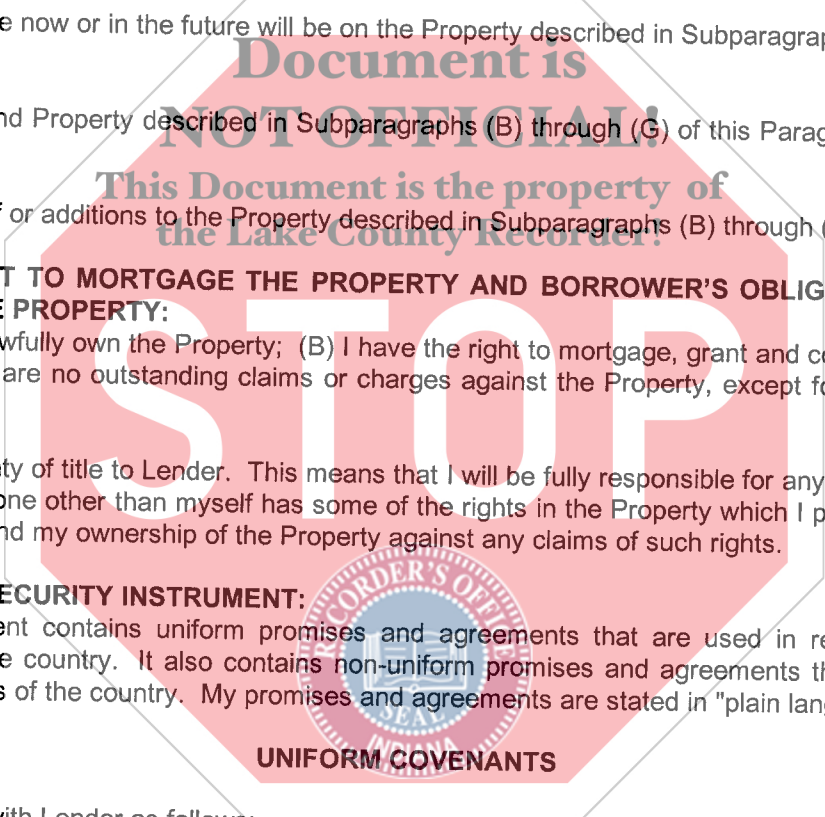 e now or in the future will be on the Property described in Subparagrap
Document is
NOT OFFICIAL!
nd Property described in Subparagraphs (B) through (G) of this Parag
This Document is the property of
the Lake County Recorder!
f or additions to the Property described in Subparagraphs (B) through (
T TO MORTGAGE THE PROPERTY AND BORROWER'S OBLIG
E PROPERTY:
wfully own the Property; (B) I have the right to mortgage, grant and co
are no outstanding claims or charges against the Property, except fo
STOP
ty of title to Lender. This means that I will be fully responsible for any
one other than myself has some of the rights in the Property which I p
nd my ownership of the Property against any claims of such rights.
ECURITY INSTRUMENT:
ent contains uniform promises and agreements that are used in re
e country. It also contains non-uniform promises and agreements th
s of the country. My promises and agreements are stated in "plain lang
RECORDER'S OFFICE
SEAL
INDIANA
UNIFORM COVENANTS
with Lender as follows: